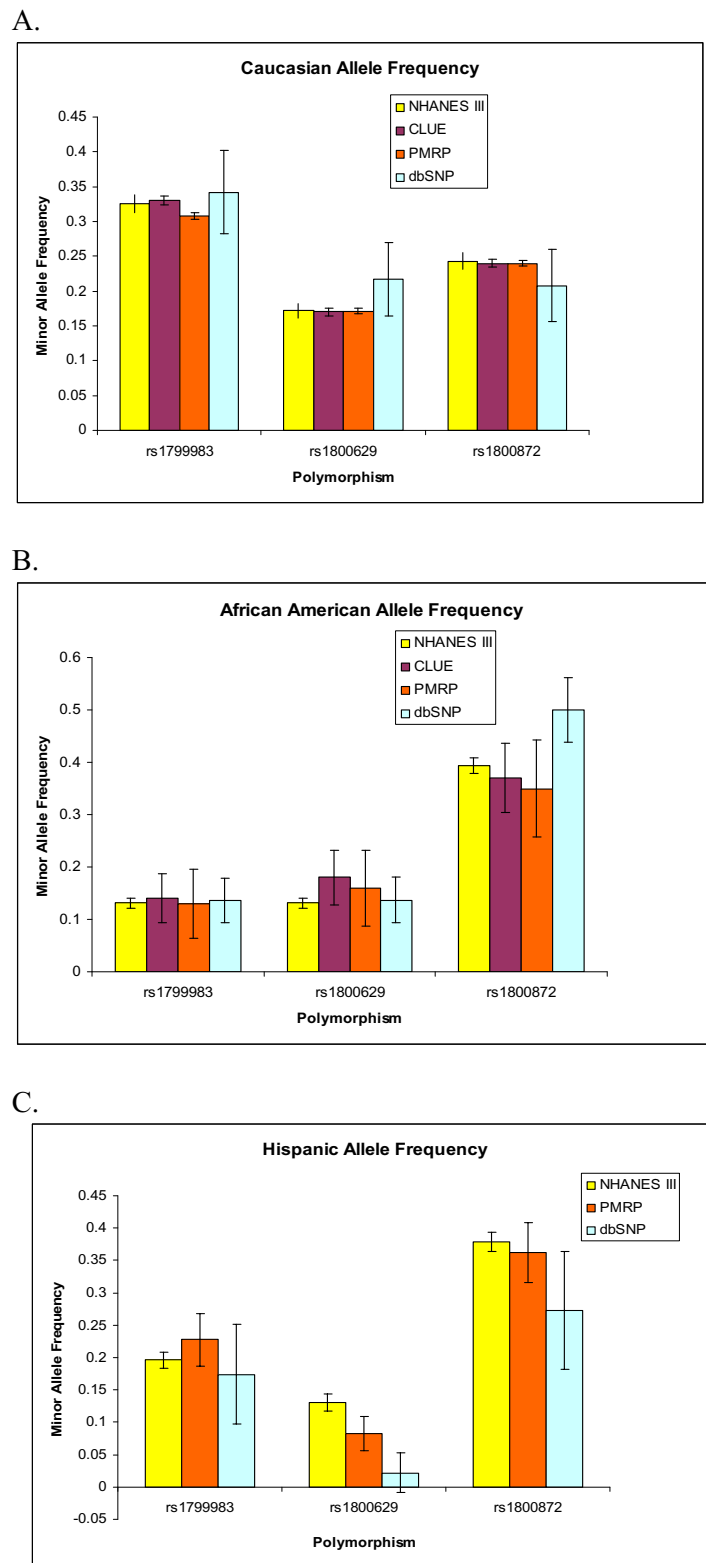 A.
Caucasian Allele Frequency
NHANES III
CLUE
PMRP
dbSNP
Minor Allele Frequency
0.45
0.4
0.35
0.3
0.25
0.2
0.15
0.1
0.05
0
rs1799983 rs1800629 rs1800872
Polymorphism
B.
African American Allele Frequency
NHANES III
CLUE
PMRP
dbSNP
Minor Allele Frequency
0.6
0.5
0.4
0.3
0.2
0.1
0
rs1799983 rs1800629 rs1800872
Polymorphism
C.
Hispanic Allele Frequency
NHANES III
PMRP
dbSNP
Minor Allele Frequency
0.45
0.4
0.35
0.3
0.25
0.2
0.15
0.1
0.05
0
-0.05
rs1799983 rs1800629 rs1800872
Polymorphism